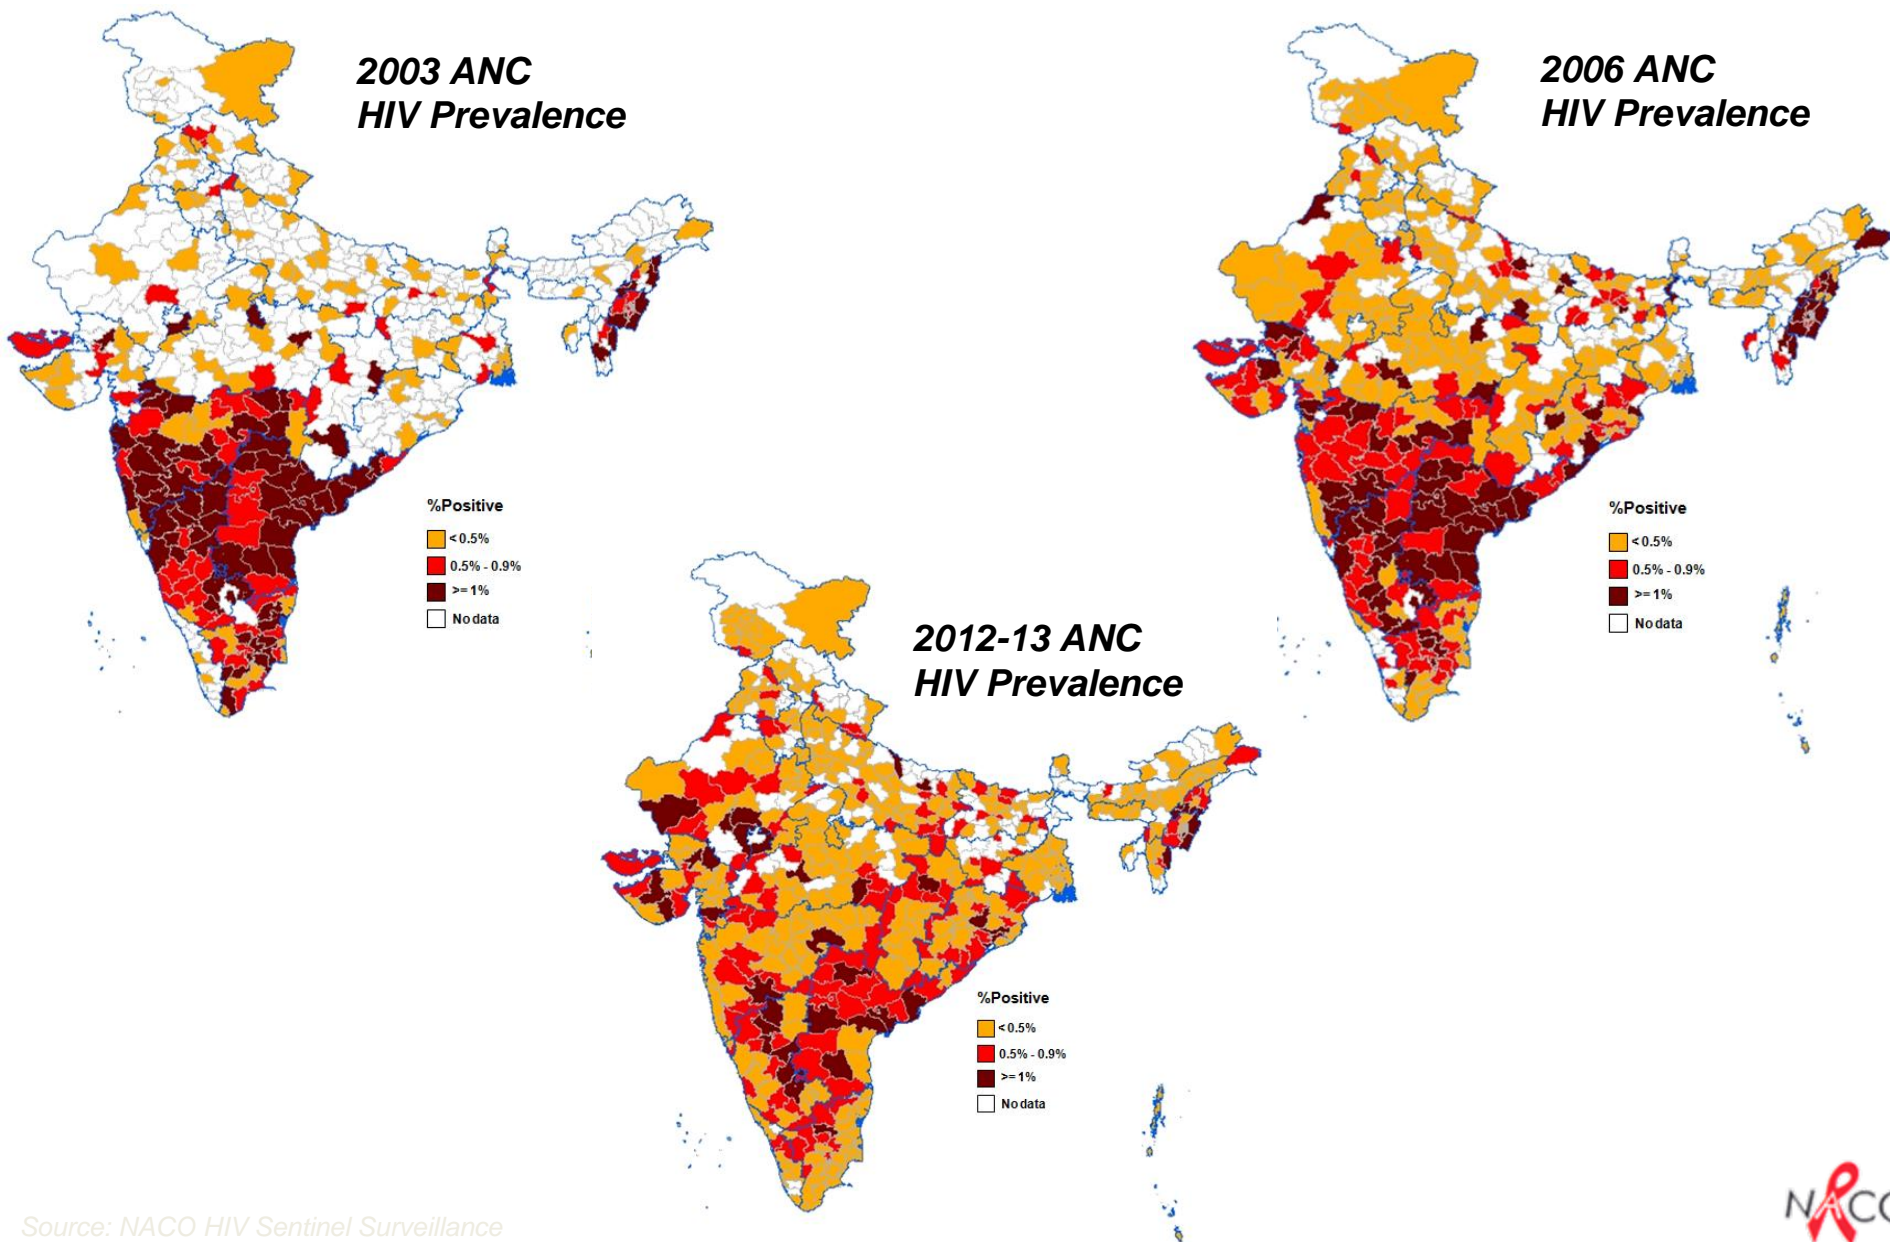 2003 ANC
HIV Prevalence
2006 ANC
HIV Prevalence
%Positive
< 0.5%
0.5% - 0.9%
>= 1%
No data
%Positive
< 0.5%
0.5% - 0.9%
>= 1%
No data
2012-13 ANC
HIV Prevalence
%Positive
< 0.5%
0.5% - 0.9%
>= 1%
No data
Source: NACO HIV Sentinel Surveillance
NACO